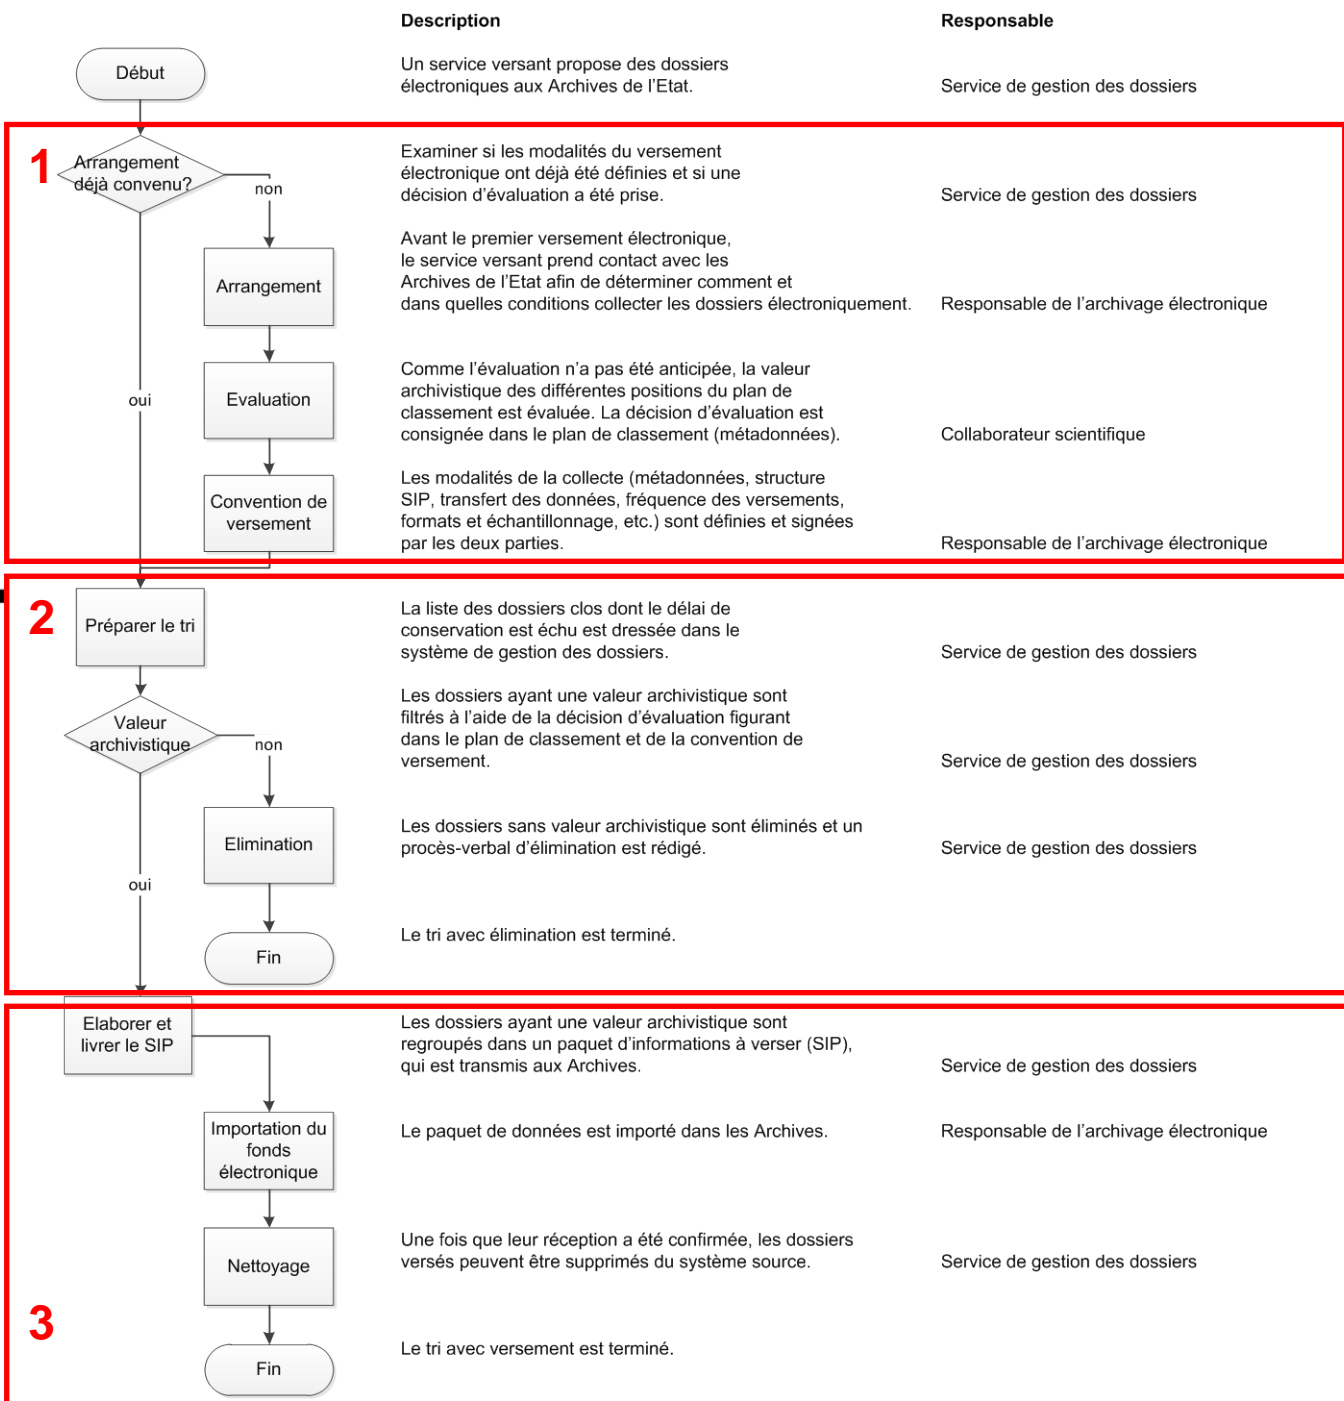 Description
Responsable
Début
Un service versant propose des dossiers
électroniques aux Archives de l'Etat.
Service de gestion des dossiers
1
Arrangement
déjà convenu?
non
oui
Examiner si les modalités du versement
électronique ont déjà été définies et si une
décision d'évaluation a été prise.
Service de gestion des dossiers
Arrangement
Avant le premier versement électronique,
le service versant prend contact avec les
Archives de l'Etat afin de déterminer comment et
dans quelles conditions collecter les dossiers électroniquement.
Responsable de l'archivage électronique
Evaluation
Comme l'évaluation n'a pas été anticipée, la valeur
archivistique des différentes positions du plan de
classement est évaluée. La décision d'évaluation est
consignée dans le plan de classement (métadonnées).
Collaborateur scientifique
Convention de
versement
Les modalités de la collecte (métadonnées, structure
SIP, transfert des données, fréquence des versements,
formats et échantillonnage, etc.) sont définies et signées
par les deux parties.
Responsable de l'archivage électronique
2
Préparer le tri
La liste des dossiers clos dont le délai de
conservation est échu est dressée dans le
système de gestion des dossiers.
Service de gestion des dossiers
Valeur
archivistique
non
oui
Les dossiers ayant une valeur archivistique sont
filtrés à l'aide de la décision d'évaluation figurant
dans le plan de classement et de la convention de
versement.
Service de gestion des dossiers
Elimination
Les dossiers sans valeur archivistique sont éliminés et un
procès-verbal d'élimination est rédigé.
Service de gestion des dossiers
Fin
Le tri avec élimination est terminé.
Elaborer et
livrer le SIP
Les dossiers ayant une valeur archivistique sont
regroupés dans un paquet d'informations à verser (SIP),
qui est transmis aux Archives.
Service de gestion des dossiers
Importation du
fonds
électronique
Le paquet de données est importé dans les Archives.
Responsable de l'archivage électronique
Nettoyage
Une fois que leur réception a été confirmée, les dossiers
versés peuvent être supprimés du système source.
Service de gestion des dossiers
3
Fin
Le tri avec versement est terminé.